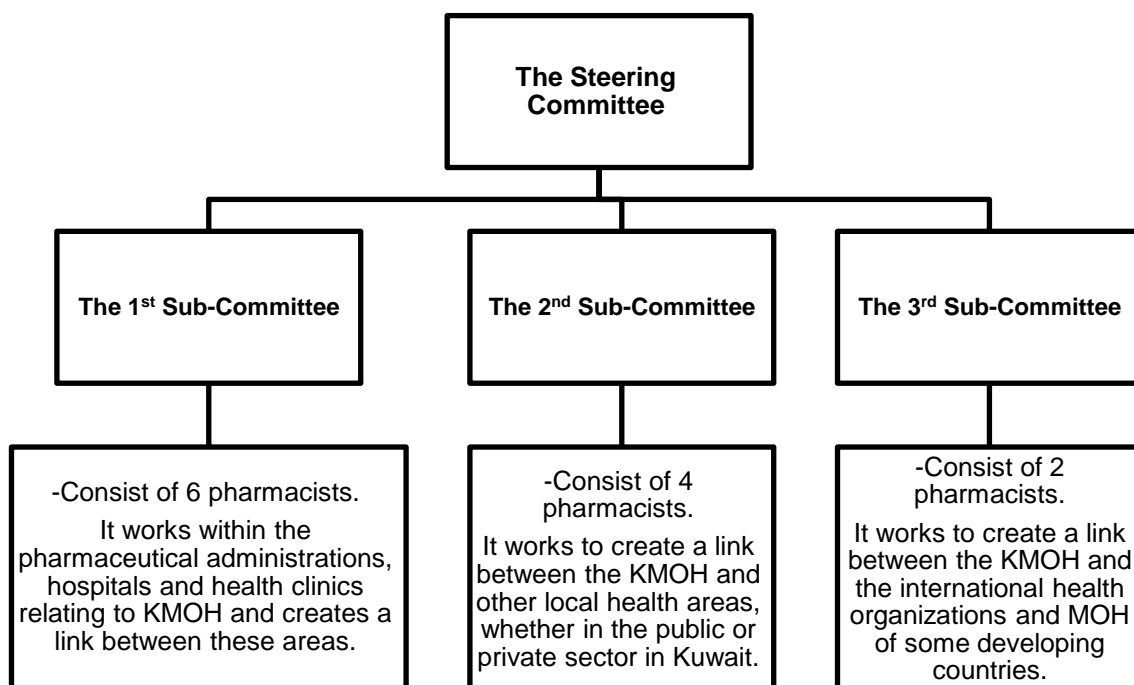 The Steering
Committee
The 1st Sub-Committee
The 2nd Sub-Committee
The 3rd Sub-Committee
-Consist of 6 pharmacists.
It works within the
pharmaceutical administrations,
hospitals and health clinics
relating to KMOH and creates a
link between these areas.
-Consist of 4
pharmacists.
It works to create a link
between the KMOH and
other local health areas,
whether in the public or
private sector in Kuwait.
-Consist of 2
pharmacists.
It works to create a link
between the KMOH and
the international health
organizations and MOH
of some developing
countries.